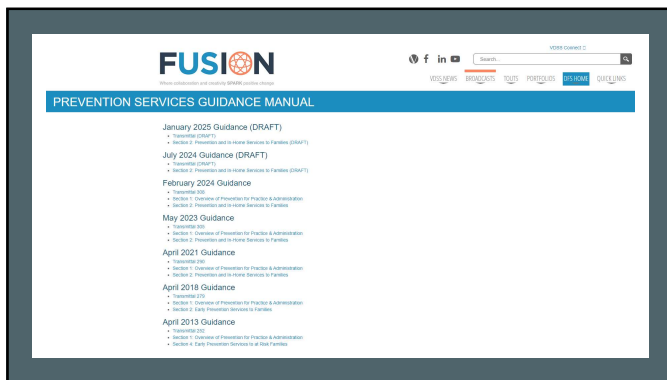 VDSS Connect
FUSION
Where collaboration and creativity SPARK positive change
Search...
VDSS NEWS BROADCASTS TOUTS PORTFOLIOS DFS HOME QUICK LINKS
PREVENTION SERVICES GUIDANCE MANUAL
January 2025 Guidance (DRAFT)
Transmittal (DRAFT)
Section 2: Prevention and In-Home Services to Families (DRAFT)
July 2024 Guidance (DRAFT)
Transmittal (DRAFT)
Section 2: Prevention and In-Home Services to Families (DRAFT)
February 2024 Guidance
Transmittal 308
Section 1: Overview of Prevention for Practice & Administration
Section 2: Prevention and In-Home Services to Families
May 2023 Guidance
Transmittal 305
Section 1: Overview of Prevention for Practice & Administration
Section 2: Prevention and In-Home Services to Families
April 2021 Guidance
Transmittal
Section 1: Overview of Prevention for Practice & Administration
Section 2: Prevention and In-Home Services to Families
April 2018 Guidance
Transmittal 279
Section 1: Overview of Prevention for Practice & Administration
Section 2: Early Prevention Services to Families
April 2013 Guidance
Transmittal
Section 1: Overview of Prevention for Practice & Administration
Section 4: Early Prevention Services to at Risk Families